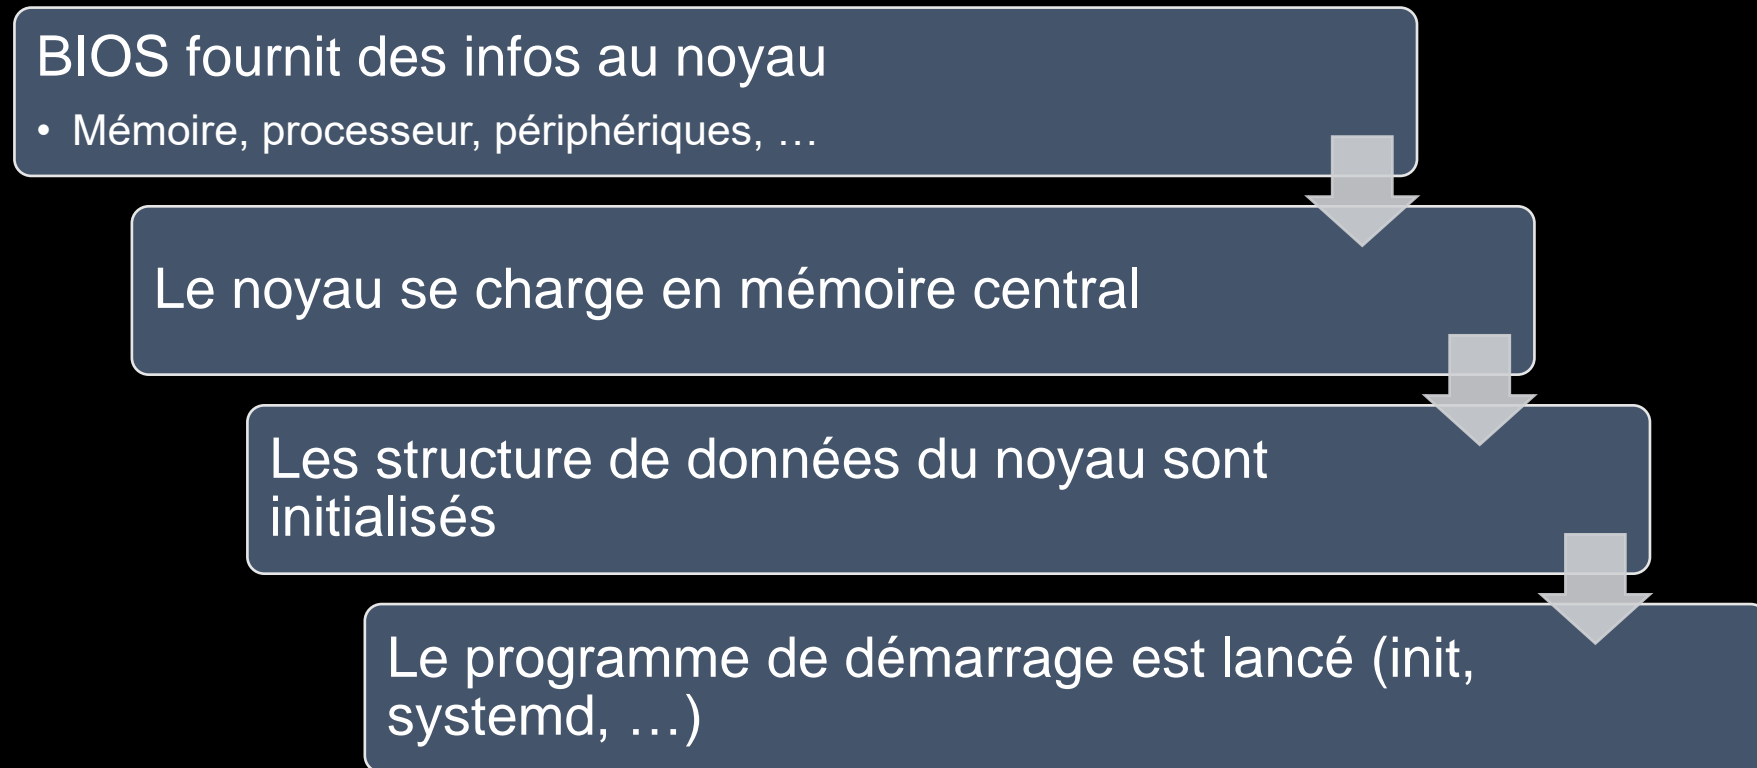 BIOS fournit des infos au noyau
• Mémoire, processeur, périphériques, …
Le noyau se charge en mémoire central
Les structure de données du noyau sont
initialisés
Le programme de démarrage est lancé (init,
systemd, …)